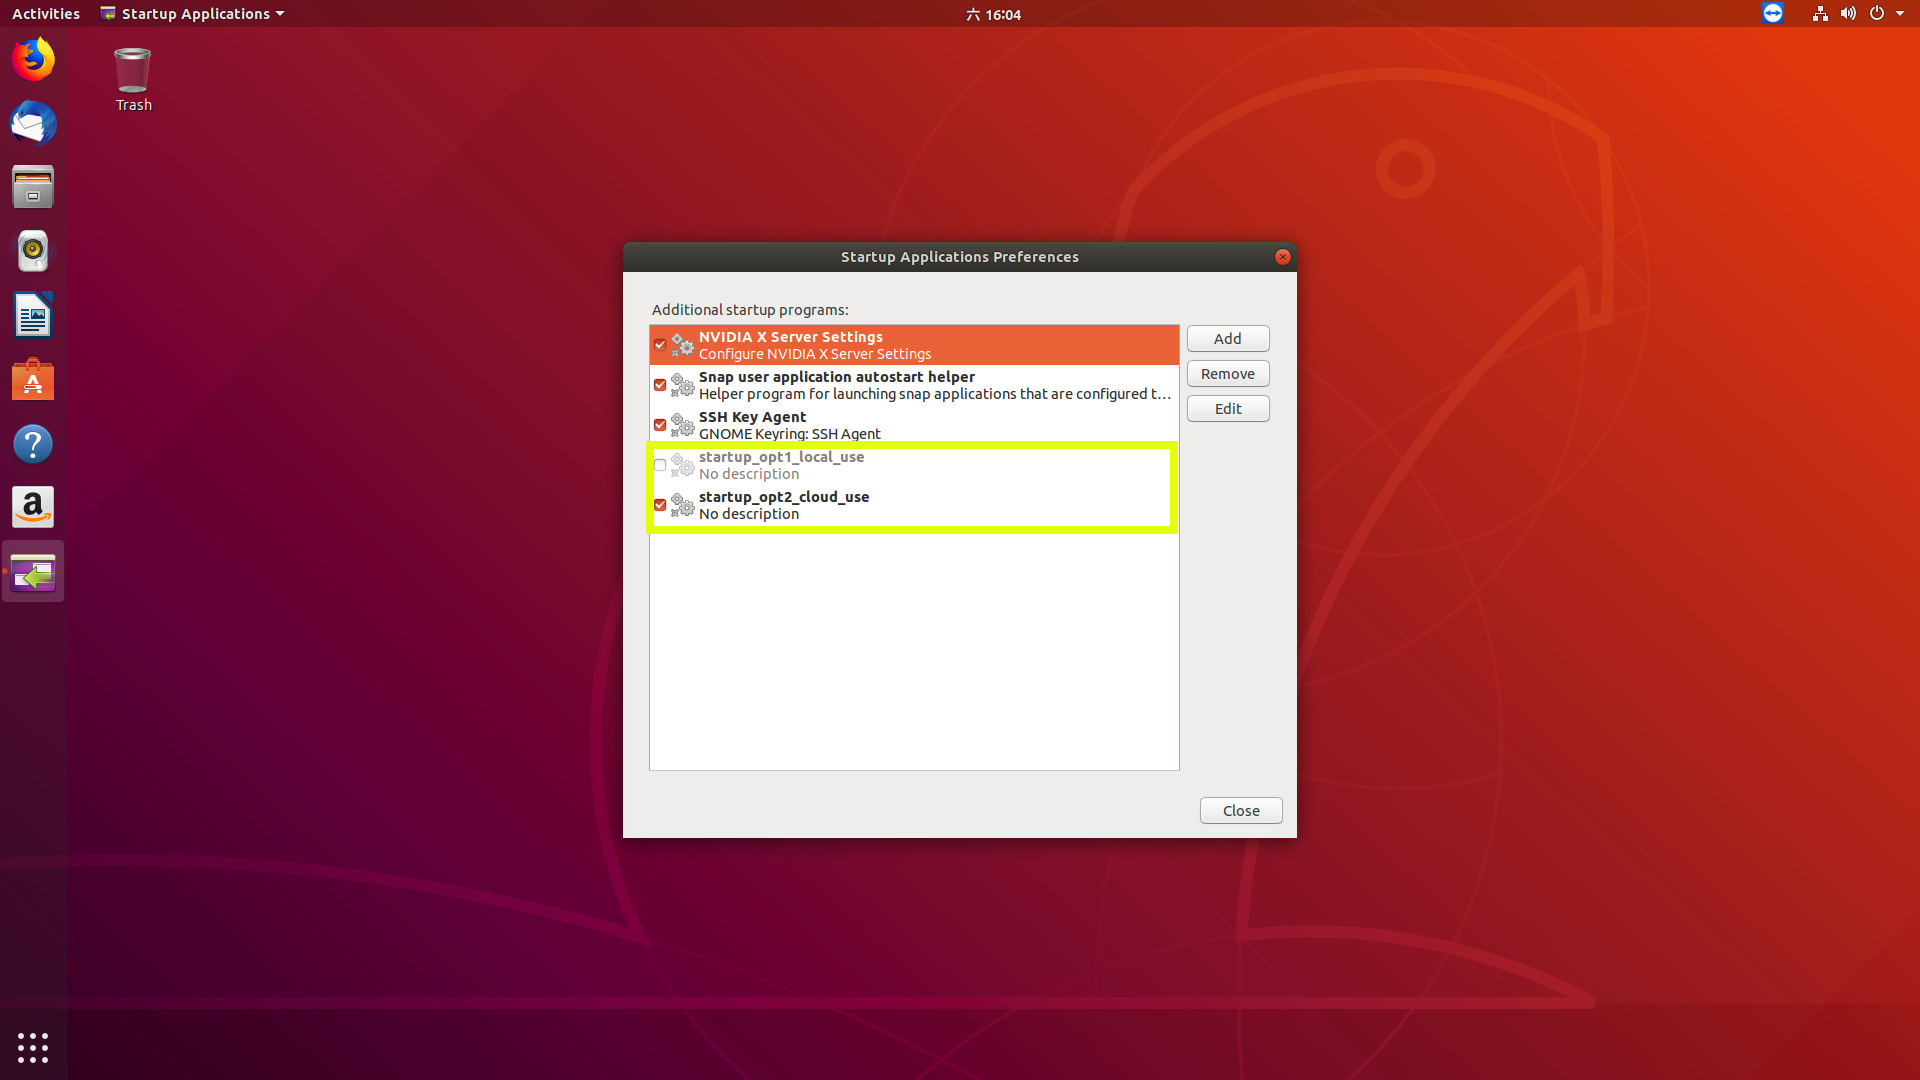 Activities
Startup Applications
六 16:04
Trash
Startup Applications Preferences
Additional startup programs:
NVIDIA X Server Settings
Configure NVIDIA X Server Settings
Snap user application autostart helper
Helper program for launching snap applications that are configured t…
SSH Key Agent
GNOME Keyring: SSH Agent
startup_opt1_local_use
No description
startup_opt2_cloud_use
No description
Add
Remove
Edit
Close